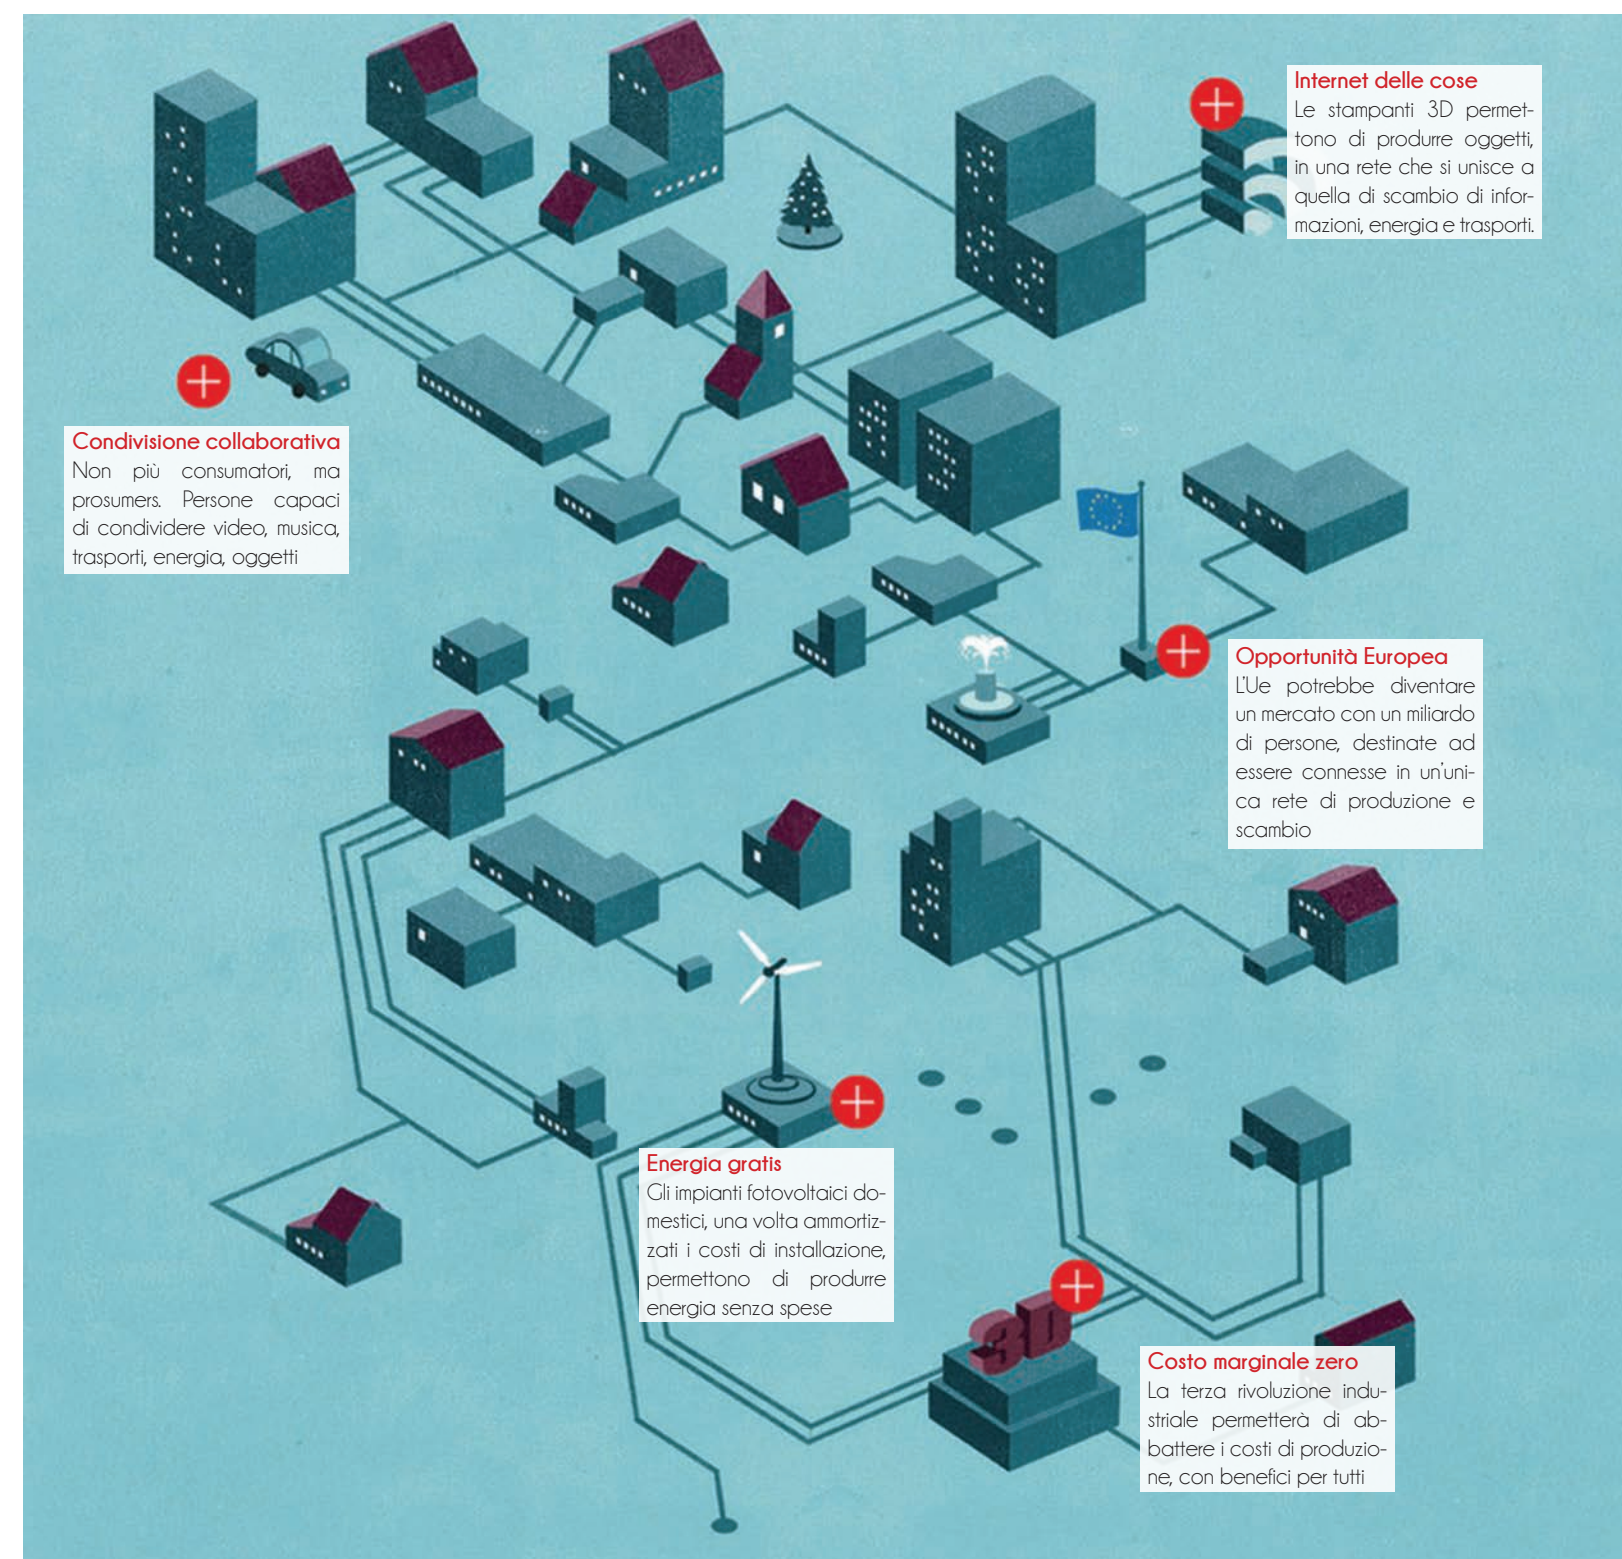 Internet delle cose
Le stampanti 3D permet-
tono di produrre oggetti,
in una rete che si unisce a
quella di scambio di infor-
mazioni, energia e trasporti.
Condivisione collaborativa
Non più consumatori, ma
prosumers. Persone capaci
di condividere video, musica,
trasporti, energia, oggetti
Opportunità Europea
L'Ue potrebbe diventare
un mercato con un miliardo
di persone, destinate ad
essere connesse in un'uni-
ca rete di produzione e
scambio
Energia gratis
Gli impianti fotovoltaici do-
mestici, una volta ammortiz-
zati i costi di installazione,
permettono di produrre
energia senza spese
3D
Costo marginale zero
La terza rivoluzione indu-
striale permetterà di ab-
battere i costi di produzio-
ne, con benefici per tutti